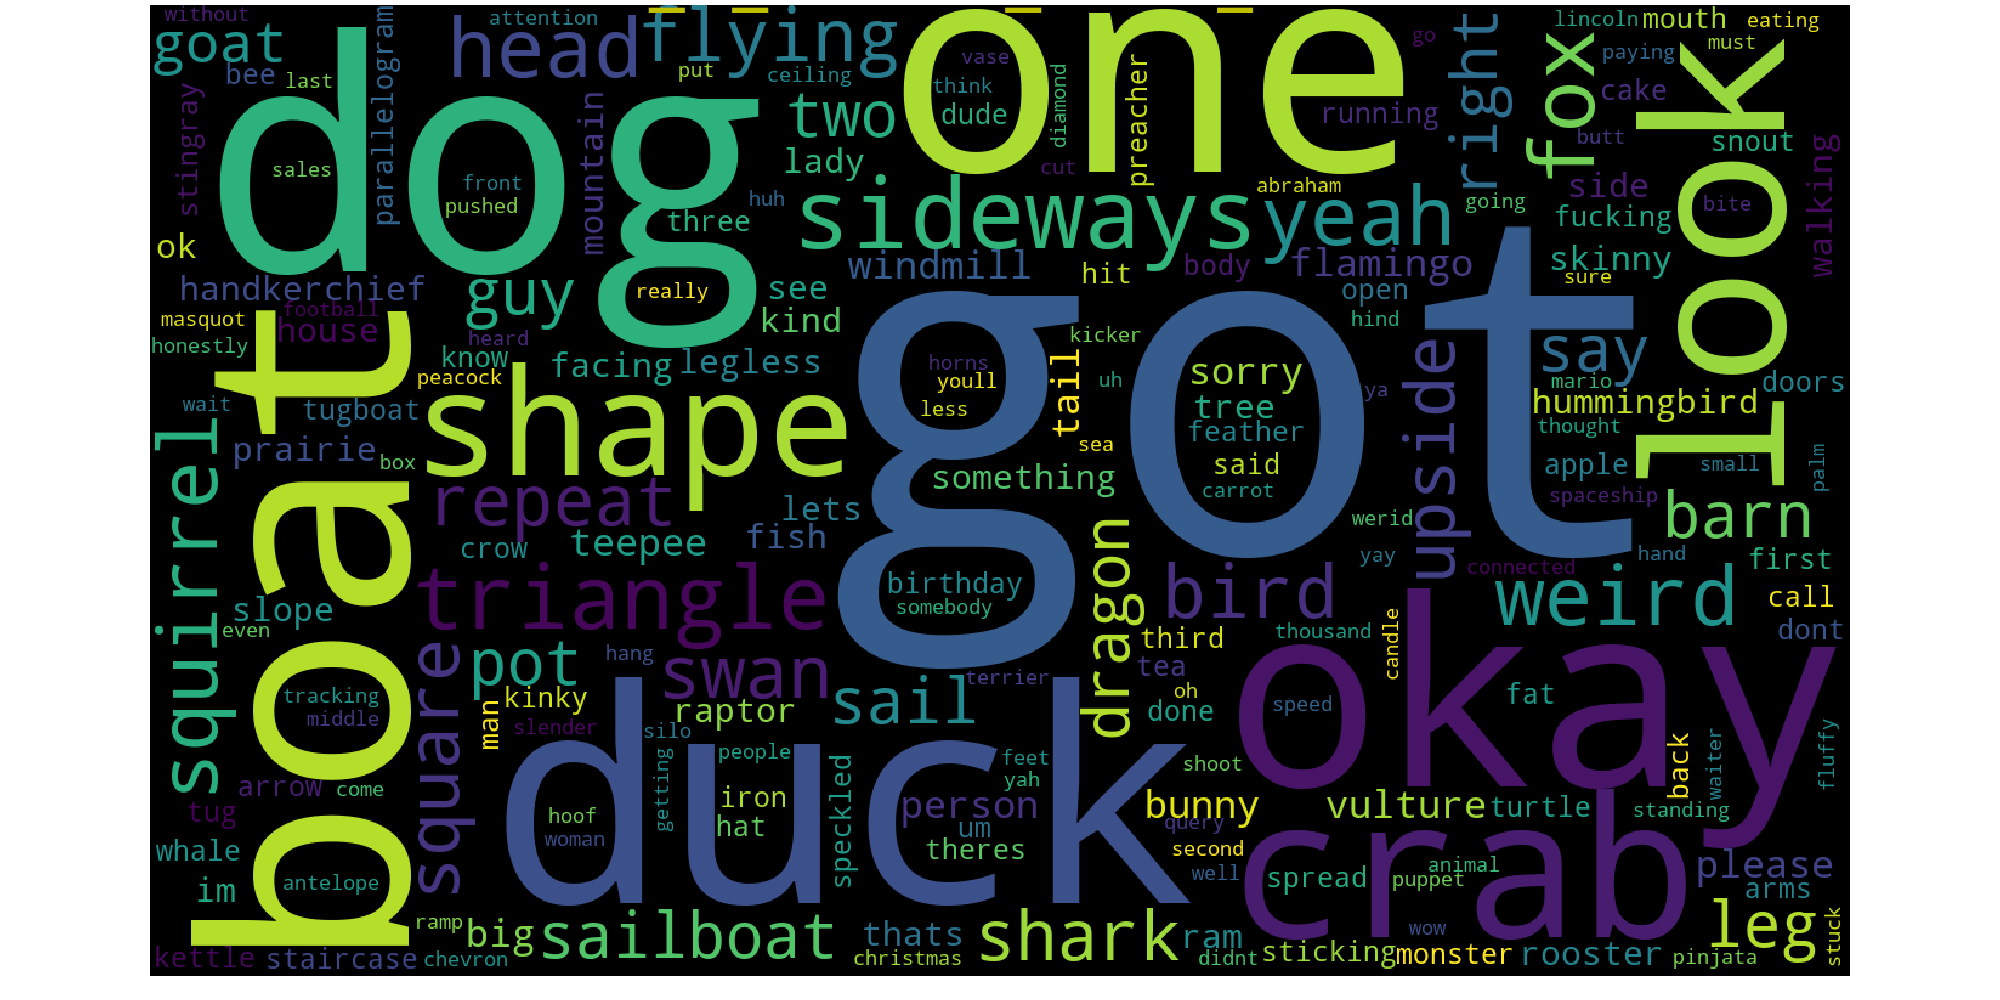 without
attention
flying
one
lincoln
mouth
eating
goat
head
right
fox
look
paying
must
bee
last
parallelogram
put
ceiling
vase
go
think
diamond
preacher
stingray
dog
mountain
two
dude
running
cake
butt
snout
sales
front
pushed
lady
cut
abraham
side
walking
huh
three
sideways
yeah
going
fucking
bite
ok
handkerchief
guy
really
see
windmill
hit
body
flamingo
skinny
sure
masquot
football
house
kind
open
honestly
heard
kicker
hind
say
boat
know
facing
legless
horns
youll
less
got
tail
sorry
upside
mario
doors
peacock
uh
ya
wait
tugboat
shape
tree
feather
hummingbird
thought
squirrel
prairie
box
sea
said
apple
small
palm
something
carrot
spaceship
repeat
lets
fish
werid
barn
crow
teepee
dragon
yay
hand
first
triangle
birthday
somebody
bird
connected
weird
call
slope
even
third
thousand
candle
dont
square
pot
hang
swan
tea
okay
tracking
middle
kinky
man
terrier
sail
oh
speed
fat
raptor
done
slender
silo
duck
people
feet
yah
shoot
back
waiter
fluffy
arrow
come
getting
speckled
tug
hoof
iron
person
bunny
vulture
turtle
standing
woman
hat
um
query
crab
whale
theres
second
im
antelope
well
spread
animal
puppet
please
arms
ramp
big
sailboat
thats
shark
ram
wow
leg
stuck
kettle
staircase
chevron
christmas
didnt
sticking
monster
rooster
pinjata